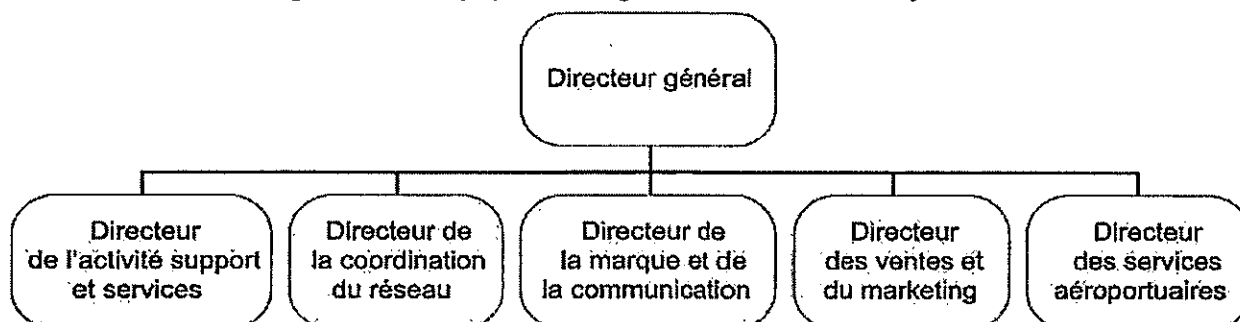 Directeur général
Directeur
de l'activité support
et services
Directeur de
la coordination
du réseau
Directeur de
la marque et de
la communication
Directeur
des ventes et
du marketing
Directeur
des services
aéroportuaires